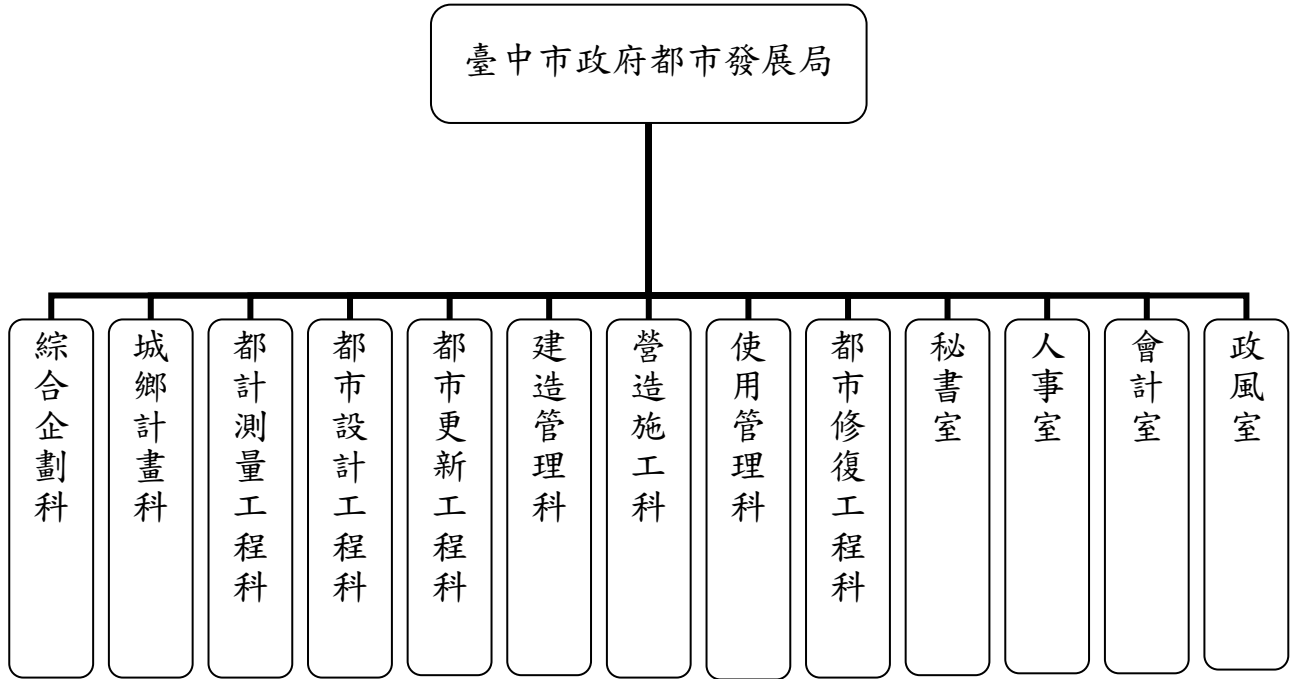 臺中市政府都市發展局
綜合企劃科
城鄉計畫科
都計測量工程科
都市設計工程科
都市更新工程科
建造管理科
營造施工科
使用管理科
都市修復工程科
秘書室
人事室
會計室
政風室